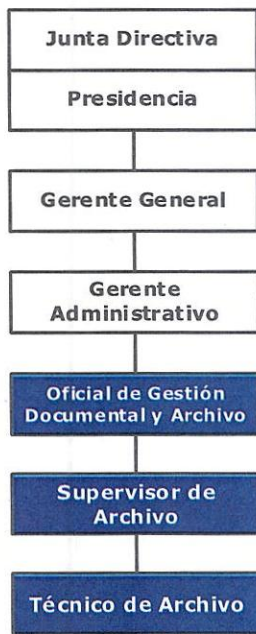 Junta Directiva
Presidencia
Gerente General
Gerente
Administrativo
Oficial de Gestión
Documental y Archivo
Supervisor de
Archivo
Técnico de Archivo